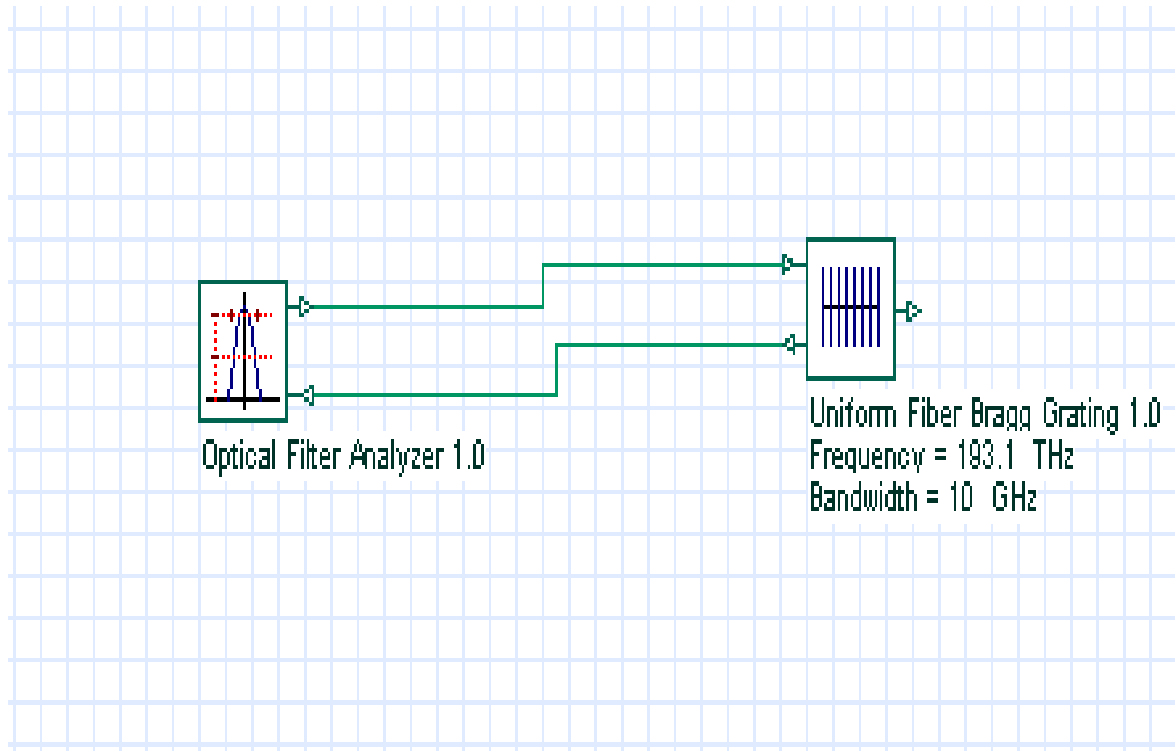 Optical Filter Analyzer 1.0
Uniform Fiber Bragg Grating 1.0
Frequency = 193.1 THz
Bandwidth = 10 GHz